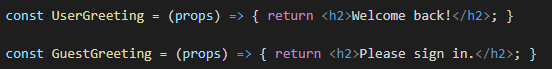 const UserGreeting = (props) => { return <h2>Welcome back!</h2>; }
const GuestGreeting = (props) => { return <h2>Please sign in.</h2>; }